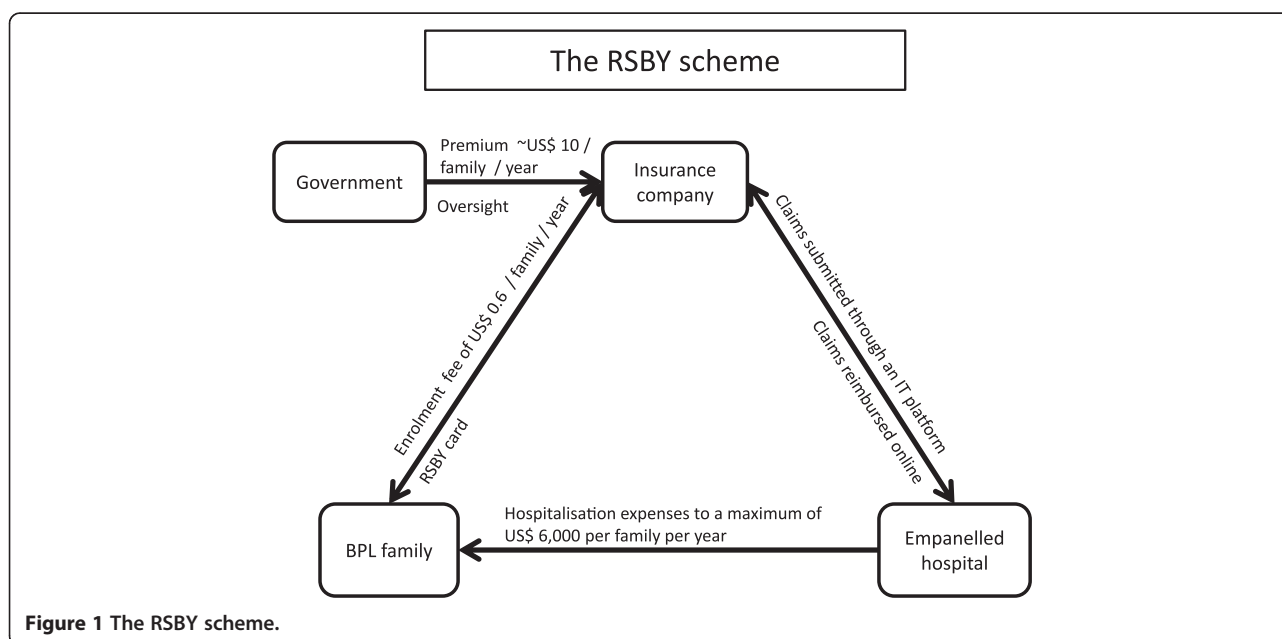 The RSBY scheme
Government
Premium ~US$ 10 /
family / year
Oversight
Insurance
company
Enrolment fee of US$ 0.6 / family / year
RSBY card
Claims submitted through an IT platform
Claims reimbursed online
BPL family
Hospitalisation expenses to a maximum of
US$ 6,000 per family per year
Empanelled
hospital
Figure 1 The RSBY scheme.